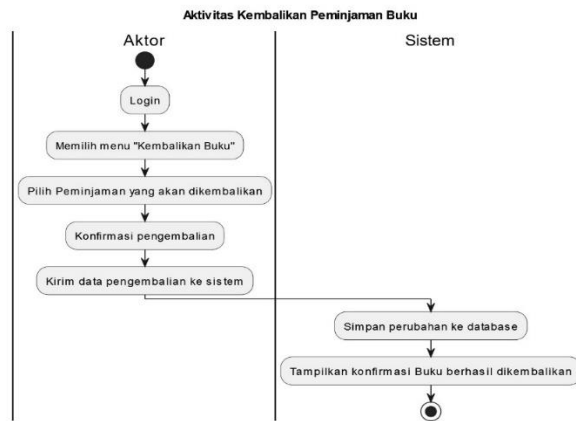 Aktivitas Kembalikan Peminjaman Buku
Aktor
Sistem
Login
Memilih menu "Kembalikan Buku"
Pilih Peminjaman yang akan dikembalikan
Konfirmasi pengembalian
Kirim data pengembalian ke sistem
Simpan perubahan ke database
Tampilkan konfirmasi Buku berhasil dikembalikan